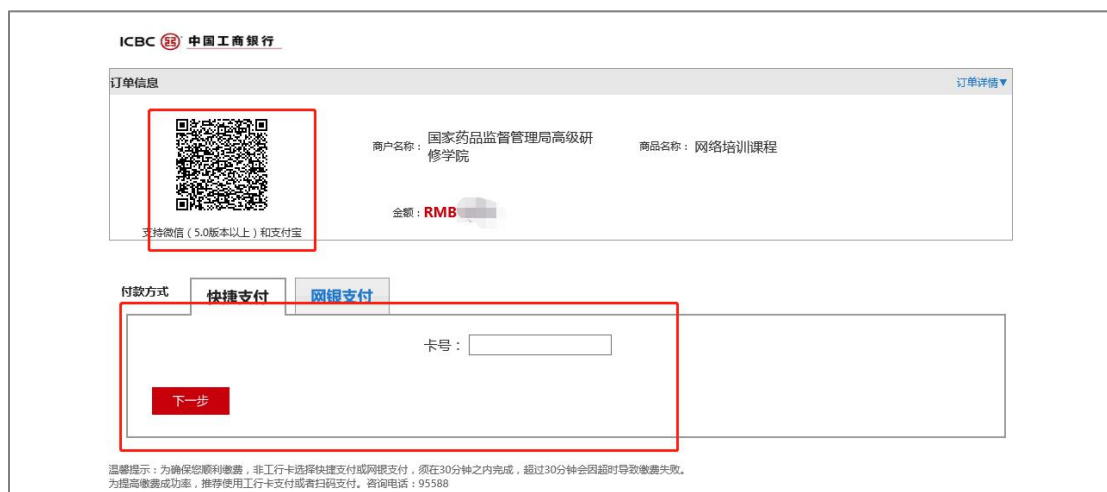 ICBC 中国工商银行
订单信息 订单详情▼
商户名称： 国家药品监督管理局高级研
修学院
商品名称： 网络培训课程
金额：RMB
支持微信（5.0版本以上）和支付宝
付款方式 快捷支付 网银支付
卡号：
下一步
温馨提示：为确保您顺利缴费，非工行卡选择快捷支付或网银支付，须在30分钟之内完成，超过30分钟会因超时导致缴费失败。
为提高缴费成功率，推荐使用工行卡支付或者扫码支付。咨询电话：95588